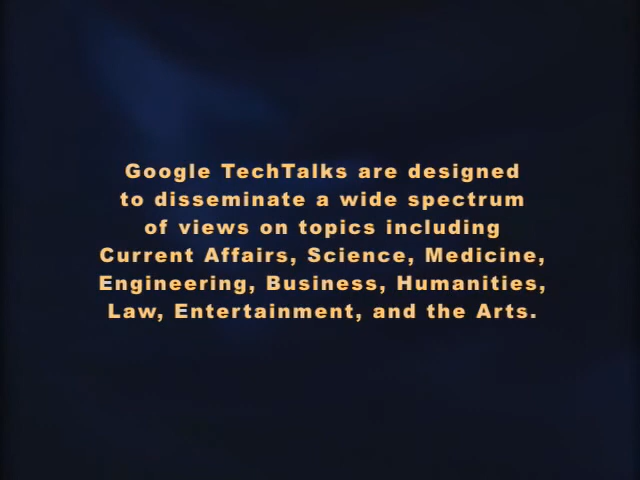 Google TechTalks are designed
to disseminate a wide spectrum
of views on topics including
Current Affairs, Science, Medicine,
Engineering, Business, Humanities,
Law, Entertainment, and the Arts.